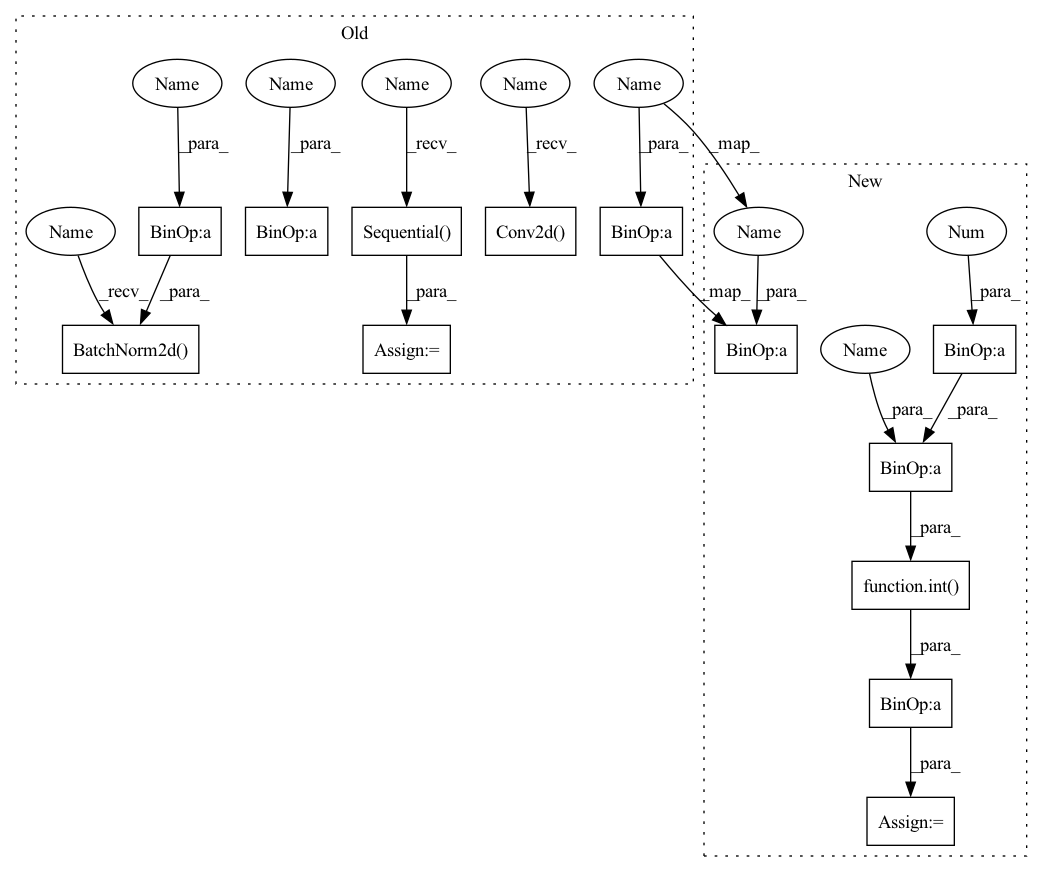 Old
Name
Name
Name
Name
Name
_para_
_para_
_recv_
_recv_
_para_
_map_
New
Name
BinOp:a
BinOp:a
Sequential()
Conv2d()
BinOp:a
Name
Num
_recv_
_para_
_para_
_map_
_para_
_para_
BatchNorm2d()
Assign:=
BinOp:a
Name
BinOp:a
_para_
_para_
BinOp:a
_para_
function.int()
_para_
BinOp:a
_para_
Assign:=